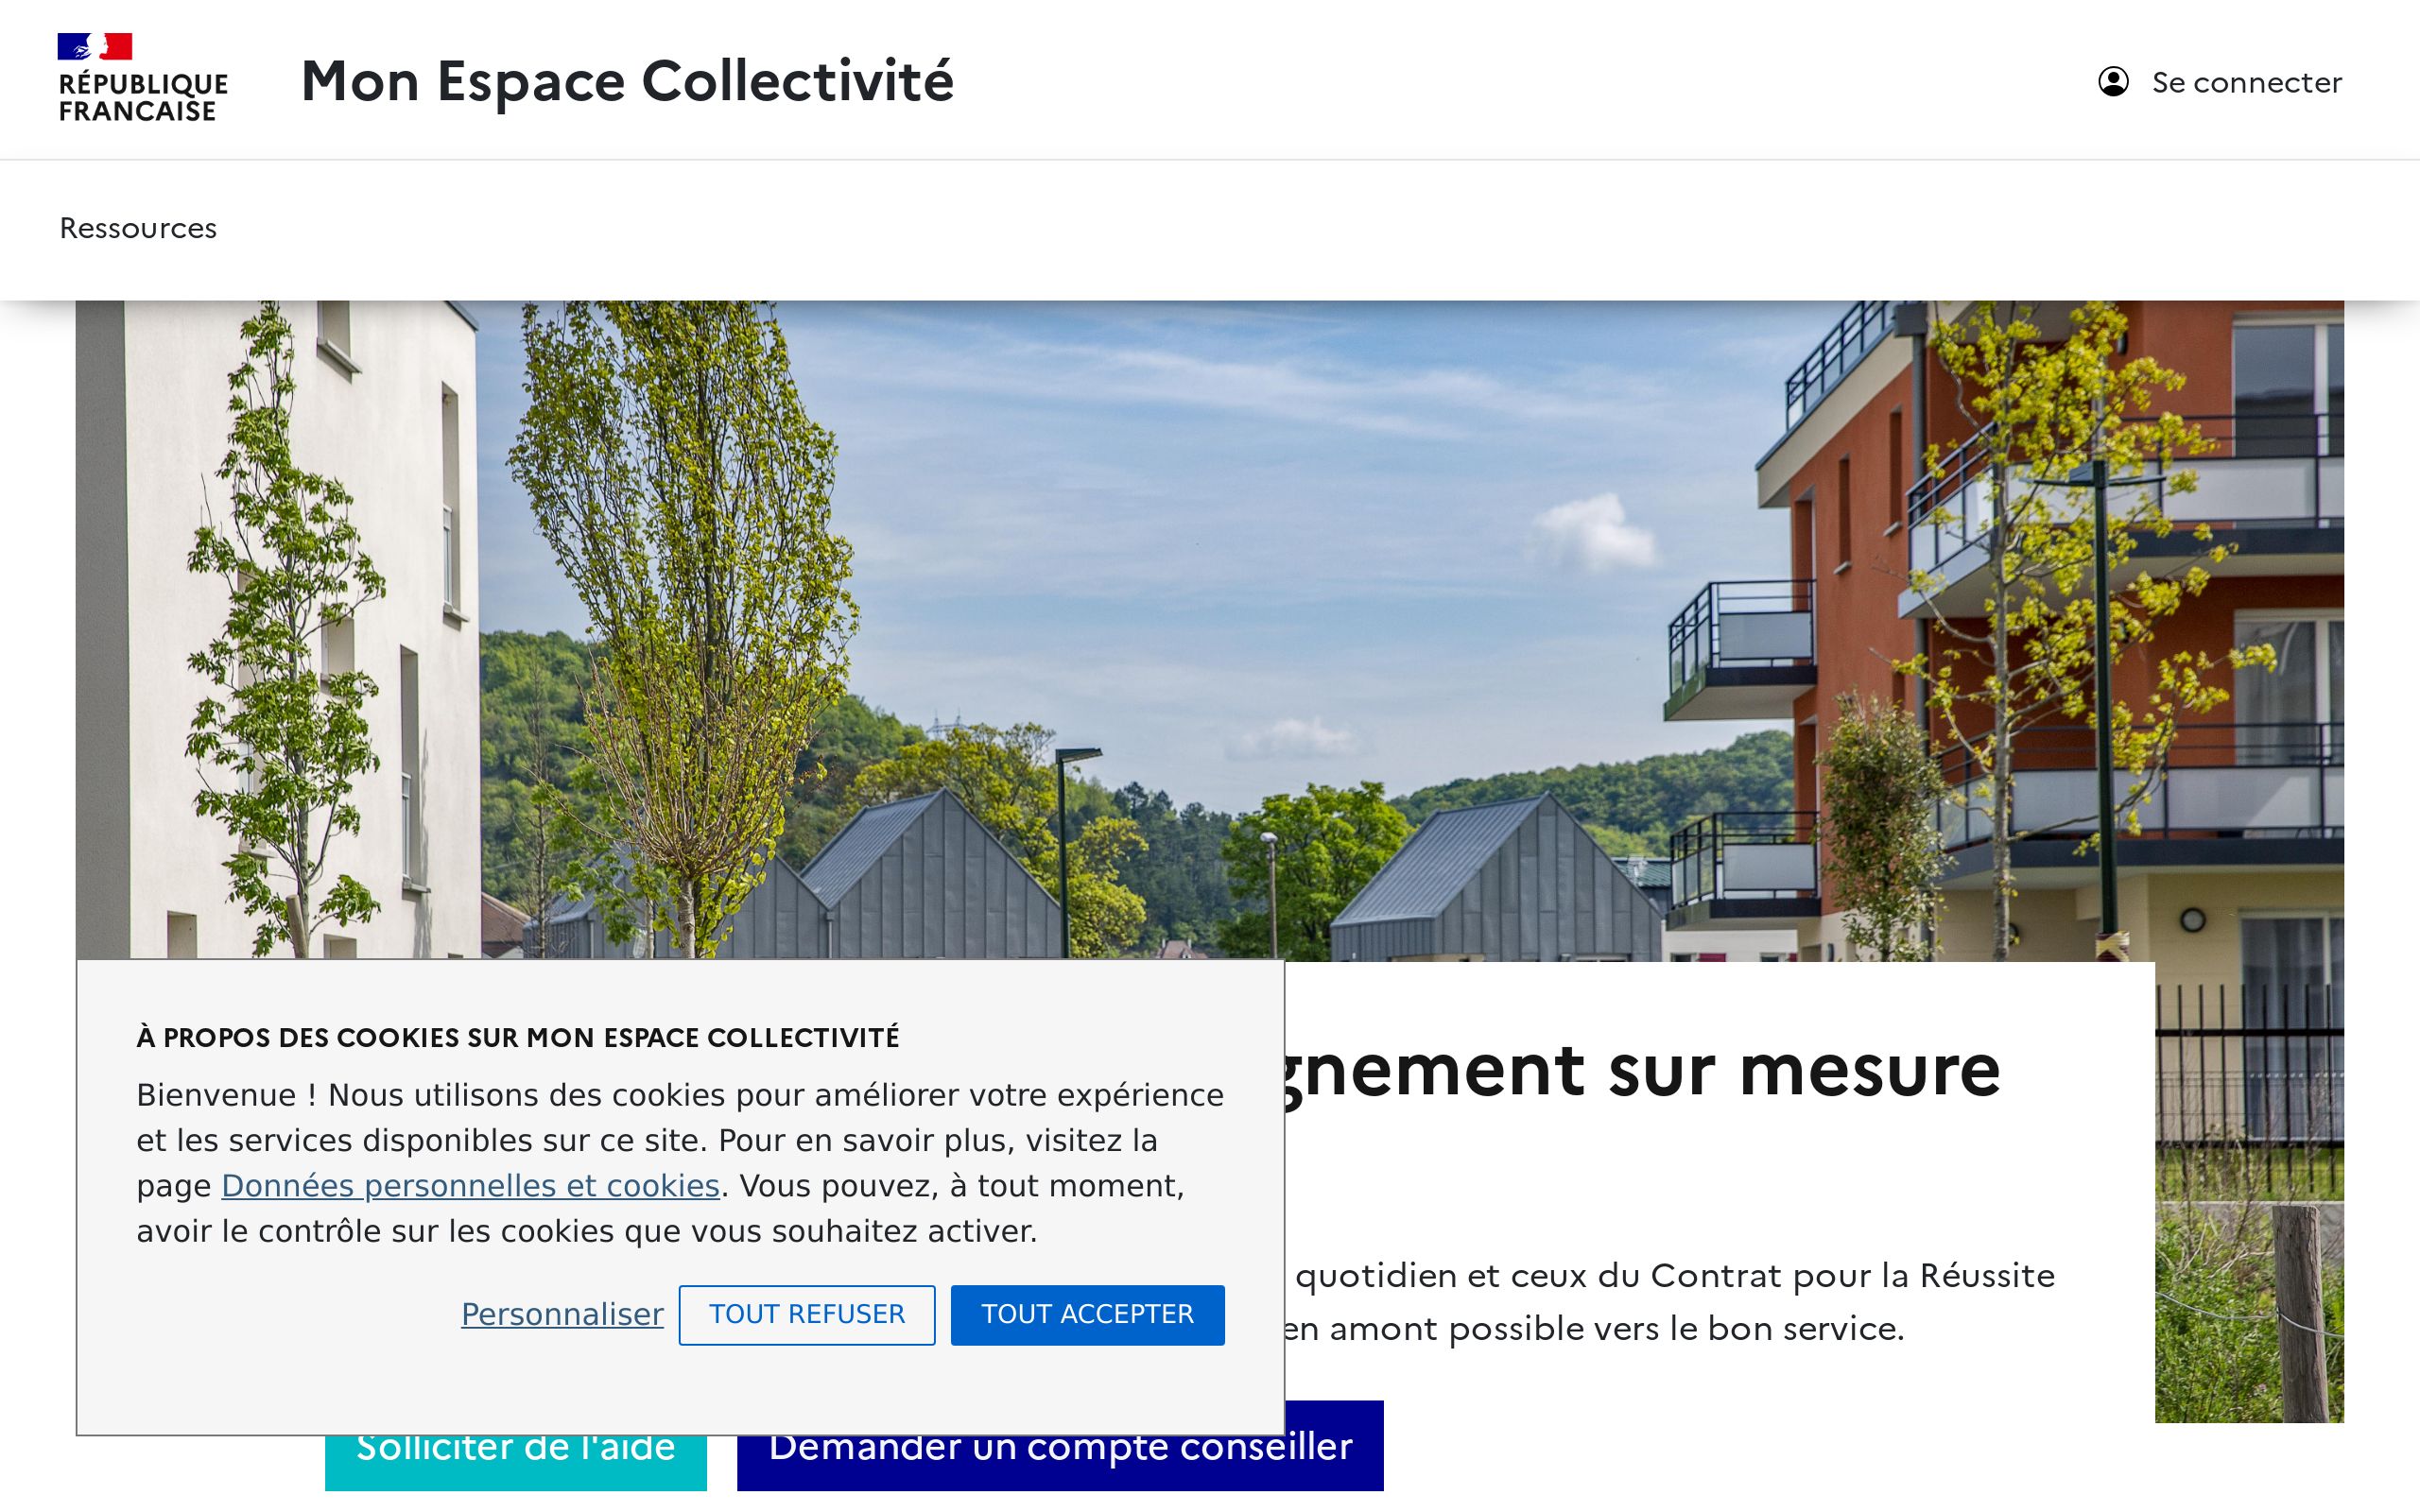 RÉPUBLIQUE
FRANCAISE
Mon Espace Collectivité
Se connecter
Ressources
À PROPOS DES COOKIES SUR MON ESPACE COLLECTIVITÉ
Bienvenue ! Nous utilisons des cookies pour améliorer votre expérience
et les services disponibles sur ce site. Pour en savoir plus, visitez la
page Données personnelles et cookies. Vous pouvez, à tout moment,
avoir le contrôle sur les cookies que vous souhaitez activer.
Personnaliser
TOUT REFUSER
TOUT ACCEPTER
gnement sur mesure
quotidien et ceux du Contrat pour la Réussite
en amont possible vers le bon service.
Solliciter de l'aide
Demander un compte conseiller